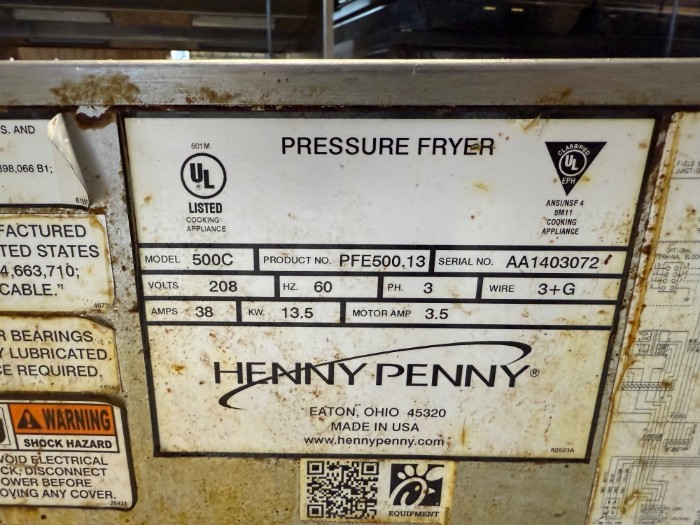 S. AND
398,066 B1;
FACTURED
TED STATES
4,663,710;
CABLE."
R BEARINGS
Y LUBRICATED.
CE REQUIRED.
WARNING
SHOCK HAZARD
VOID ELECTRICAL
CK, DISCONNECT
POWER BEFORE
OVING ANY COVER.
601M
UL
LISTED
COOKING
APPLIANCE
PRESSURE FRYER
CLASSIFIED
UL
EPH
ANSI/NSF 4
5M11
COOKING
APPLIANCE
MODEL 500C PRODUCT NO. PFE500.13 SERIAL NO. AA1403072
VOLTS 208 HZ. 60 PH. 3 WIRE 3+G
AMPS 38 KW. 13.5 MOTOR AMP 3.5
HENNY PENNY®
EATON, OHIO 45320
MADE IN USA
www.hennypenny.com
62923A
EQUIPMENT